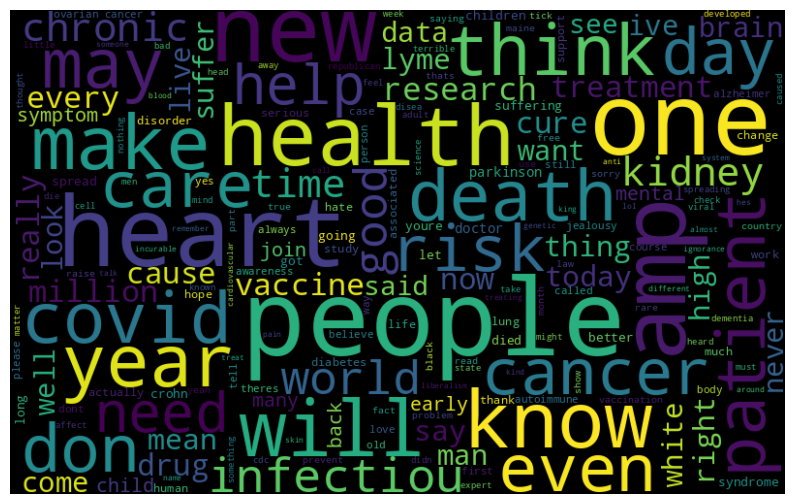 ovarian cancer
chronic
new
think
day
may
help
data
see
ive
brain
live
suffer
lyme
research
treatment
alzheimer
every
symptom
disorder
make
health
one
cure
want
kidney
change
care
time
death
parkinson
mental
patient
really
look
heart
good
risk
thing
doctor
amp
high
join
today
cause
million
vaccine
said
now
never
covid
people
world
cancer
year
diabetes
died
better
well
many
early
know
need
will
back
say
man
white
right
don
mean
drug
infectiou
even
come
child
syndrome
week
saying
children
tick
developed
maine
support
terrible
republican
someone
little
bad
away
head
feel
thats
thought
blood
nothing
serious
case
person
disea
adult
suffering
science
call
use
still
free
anti
system
spread
yes
men
cell
mind
die
true
part
hate
always
associated
youre
let
sorry
king
jealousy
genetic
lol
check
viral
spreading
hes
almost
country
course
ignorance
law
work
incurable
remember
got
going
study
awareness
raise
talk
known
hope
cardiovascular
way
take
called
treating
month
rare
different
heard
dementia
please
matter
believe
life
lung
might
much
must
around
pain
black
read
state
body
actually
crohn
tell
theres
treat
yeah
liberalism
kind
show
vaccination
long
dont
affect
fact
love
thank
autoimmune
problem
skin
old
something
cdc
prevent
didn
first
expert
name
human
caused